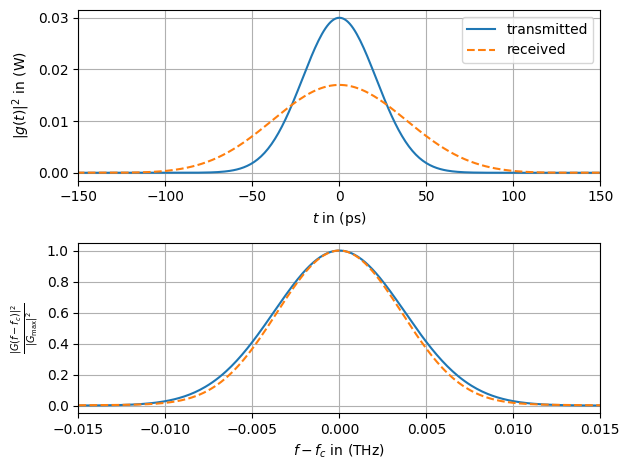 0.03
0.02
0.01
0.00
|g(t)|² in (W)
transmitted
received
−150 −100 −50 0 50 100 150
t in (ps)
1.0
0.8
0.6
0.4
0.2
0.0
|G(f − f_c)|² / |G_max|²
−0.015 −0.010 −0.005 0.000 0.005 0.010 0.015
f − f_c in (THz)